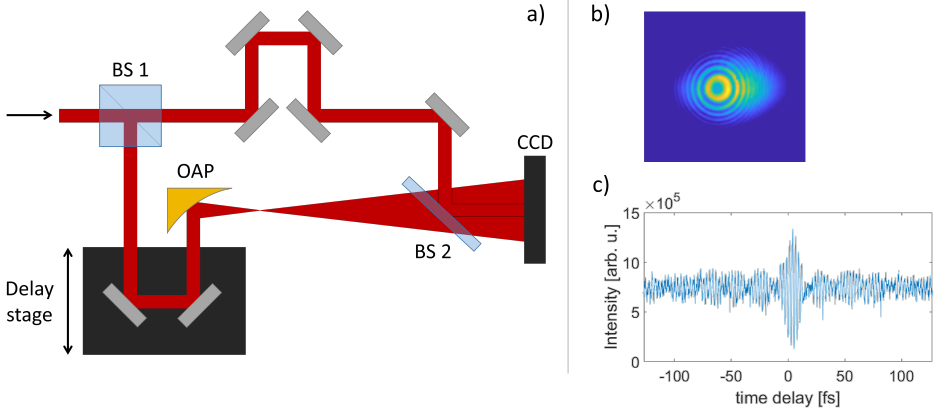 a)
BS 1
OAP
CCD
BS 2
Delay
stage
b)
c)
×10⁵
15
10
5
0
Intensity [arb. u.]
-100
-50
0
50
100
time delay [fs]